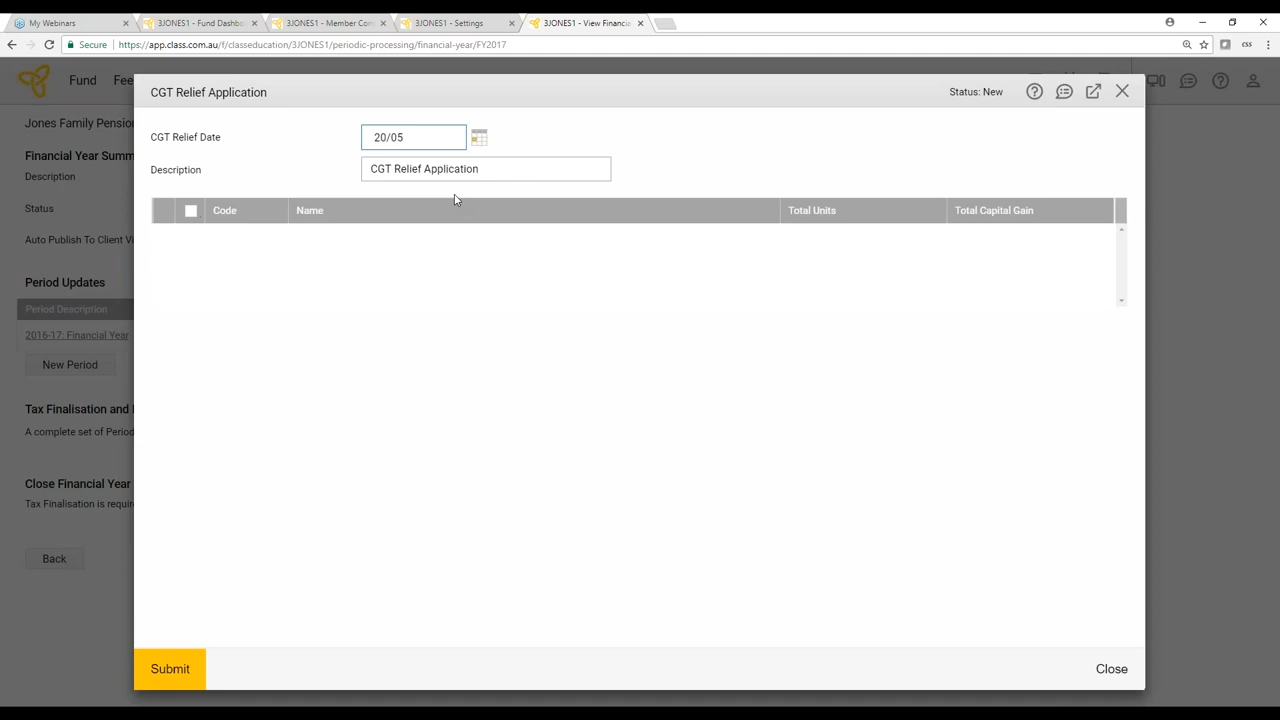 My Webinars
3JONES1 - Fund Dashbo
3JONES1 - Member Con
3JONES1 - Settings
3JONES1 - View Financia
Secure
https://app.class.com.au/f/classeducation/3JONES1/periodic-processing/financial-year/FY2017
Fund
Fee
CGT Relief Application
Status: New
Jones Family Pension
CGT Relief Date
20/05
Financial Year Summ
Description
Description
CGT Relief Application
Status
Code
Name
Total Units
Total Capital Gain
Auto Publish To Client Vi
Period Updates
Period Description
2016-17: Financial Year
New Period
Tax Finalisation and
A complete set of Period
Close Financial Year
Tax Finalisation is require
Back
Submit
Close